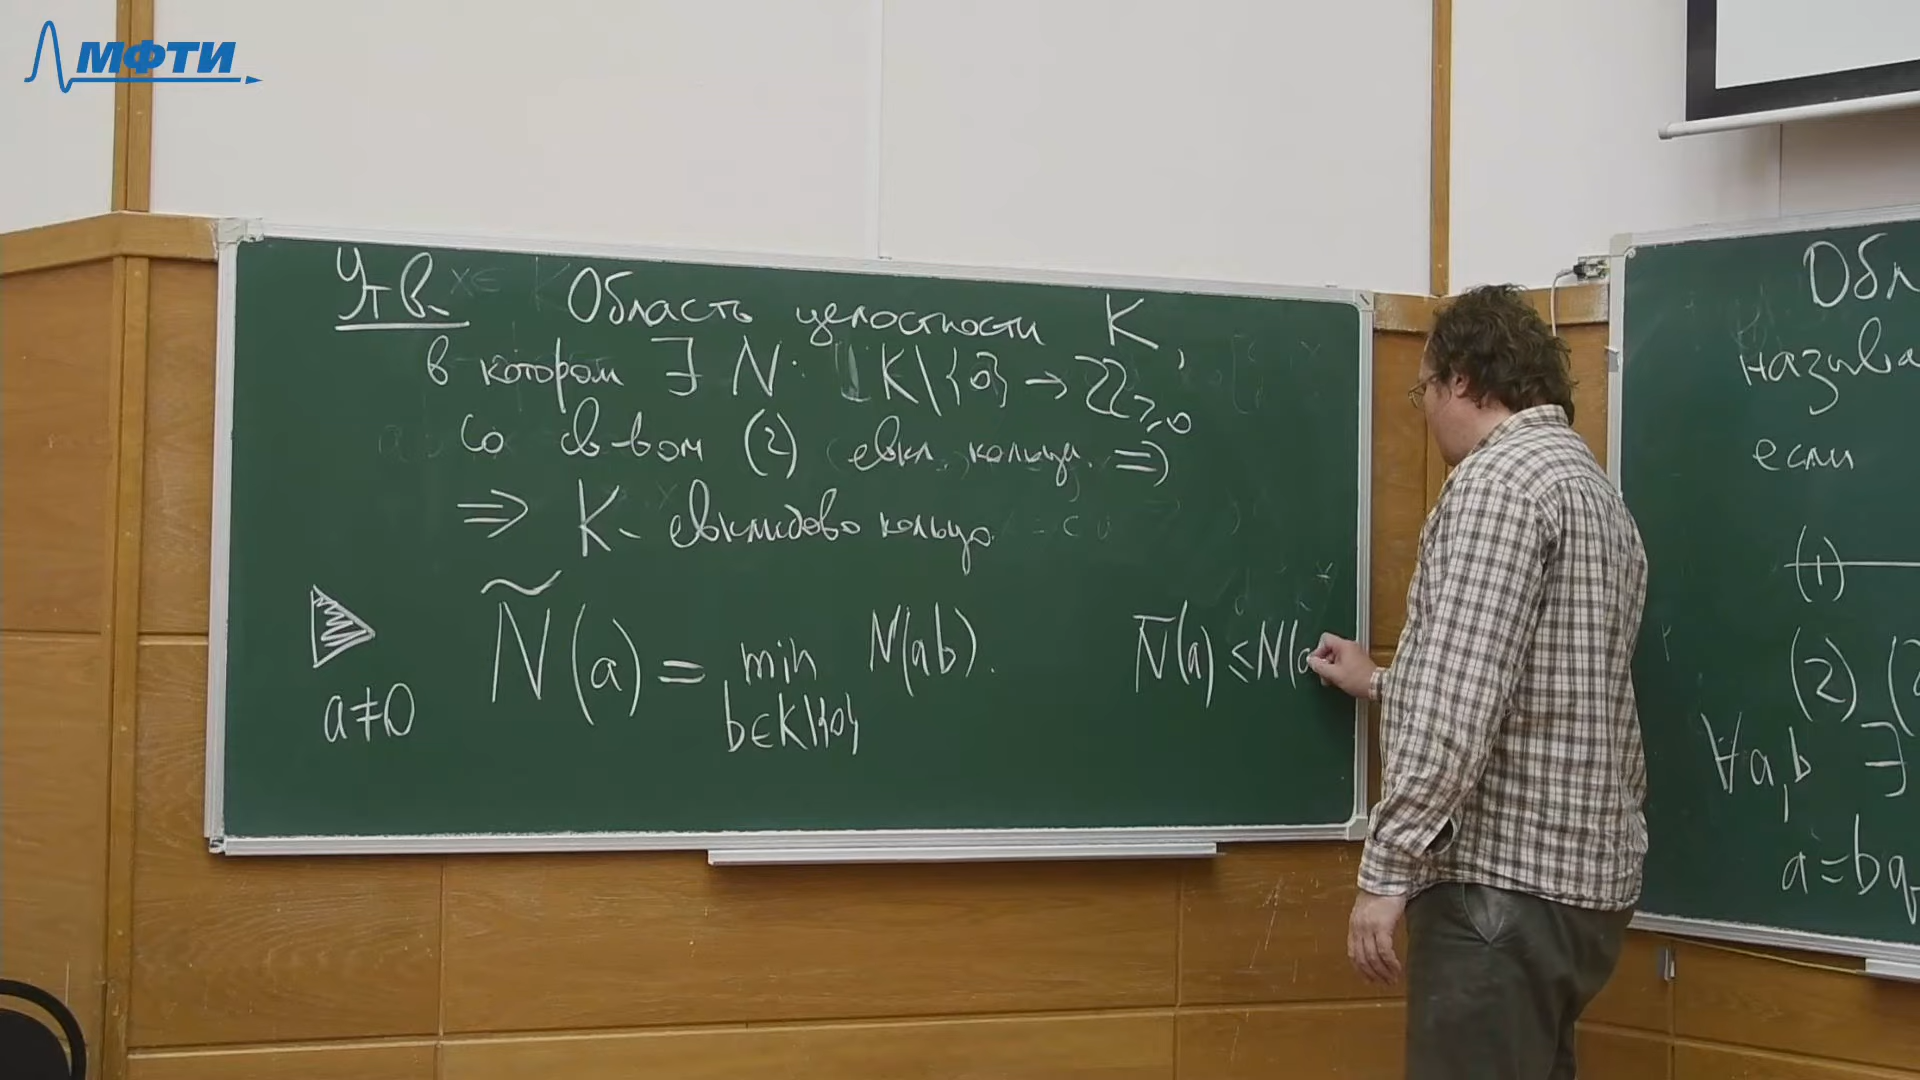 МФТИ
Утв. Область целостности K,
в котором ∃ N: K\{0} → ℤ≥0
со св-вом (2) евкл. кольца ⇒
⇒ K - евклидово кольцо.
Ñ(a) = min N(ab).
b∈K\{0}
a≠0
Ñ(a) ≤ N(a
Обл
называ
если
(1)
(2)
∀a,b ∃
a=bq